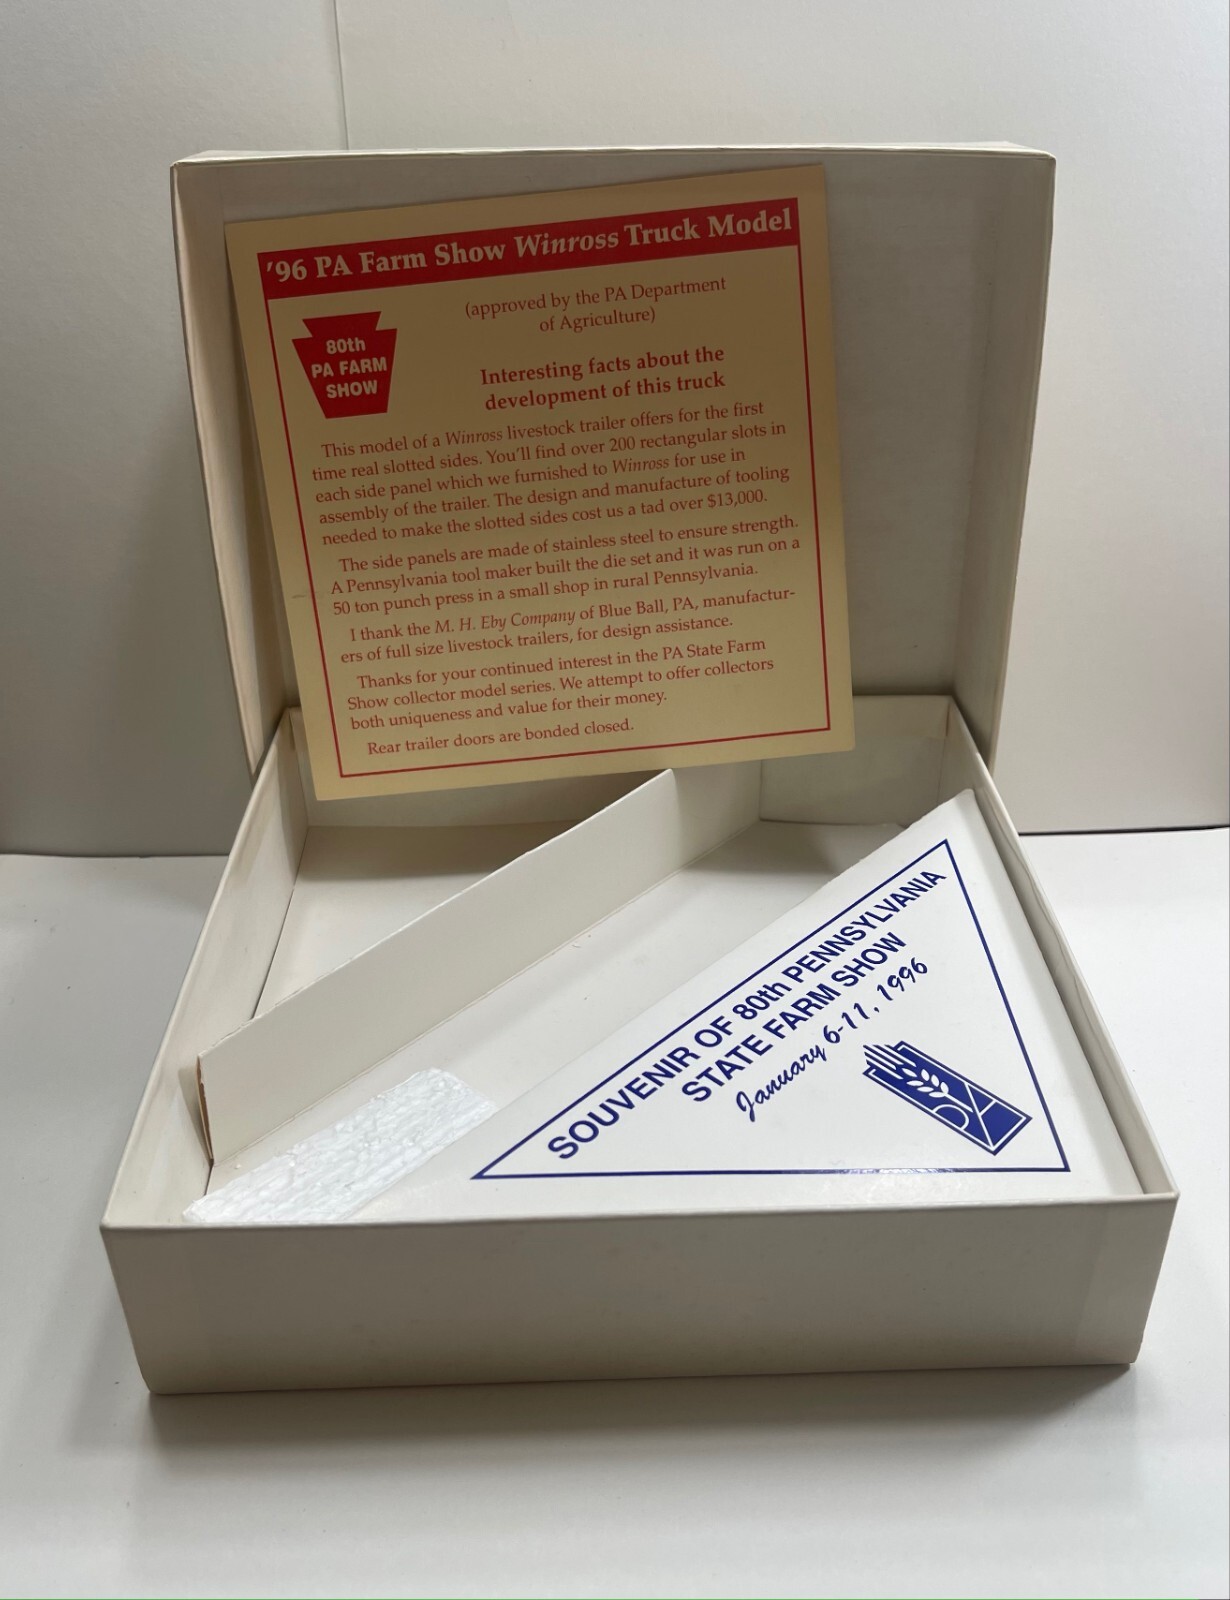 '96 PA Farm Show Winross Truck Model
80th
PA FARM
SHOW
(approved by the PA Department
of Agriculture)
Interesting facts about the
development of this truck
This model of a Winross livestock trailer offers for the first
time real slotted sides. You'll find over 200 rectangular slots in
each side panel which we furnished to Winross for use in
assembly of the trailer. The design and manufacture of tooling
needed to make the slotted sides cost us a tad over $13,000.
The side panels are made of stainless steel to ensure strength.
A Pennsylvania tool maker built the die set and it was run on a
50 ton punch press in a small shop in rural Pennsylvania.
I thank the M. H. Eby Company of Blue Ball, PA, manufactur-
ers of full size livestock trailers, for design assistance.
Thanks for your continued interest in the PA State Farm
Show collector model series. We attempt to offer collectors
both uniqueness and value for their money.
Rear trailer doors are bonded closed.
SOUVENIR OF 80th PENNSYLVANIA
STATE FARM SHOW
January 6-11, 1996
PA